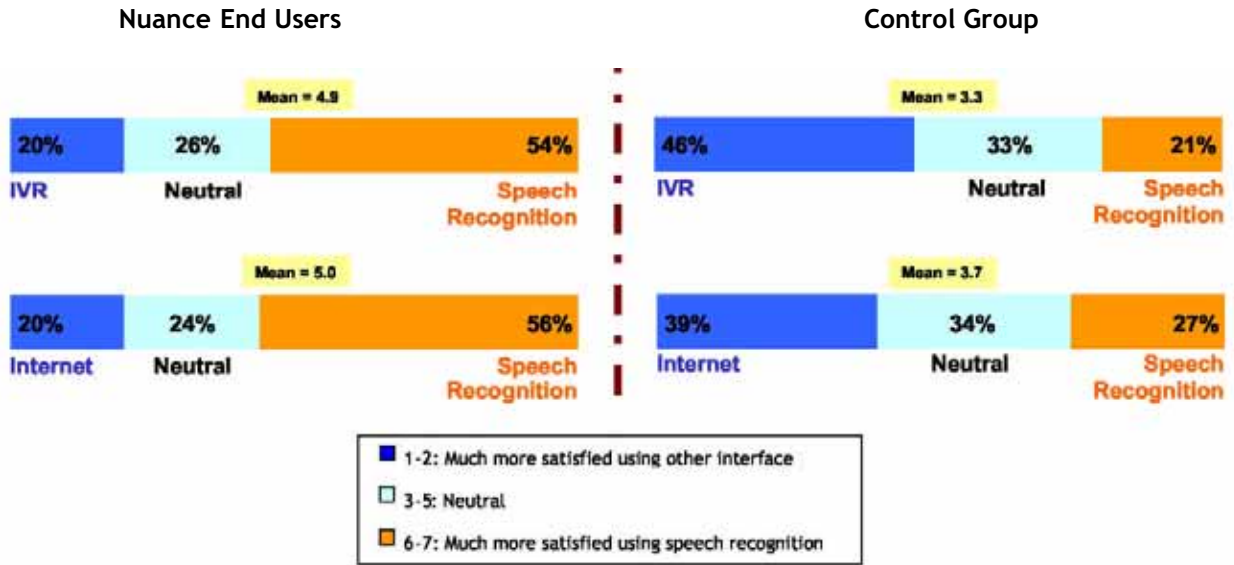 Nuance End Users
Control Group
Mean = 4.9
20% 26% 54%
IVR Neutral Speech
Recognition
Mean = 5.0
20% 24% 56%
Internet Neutral Speech
Recognition
Mean = 3.3
46% 33% 21%
IVR Neutral Speech
Recognition
Mean = 3.7
39% 34% 27%
Internet Neutral Speech
Recognition
1-2: Much more satisfied using other interface
3-5: Neutral
6-7: Much more satisfied using speech recognition